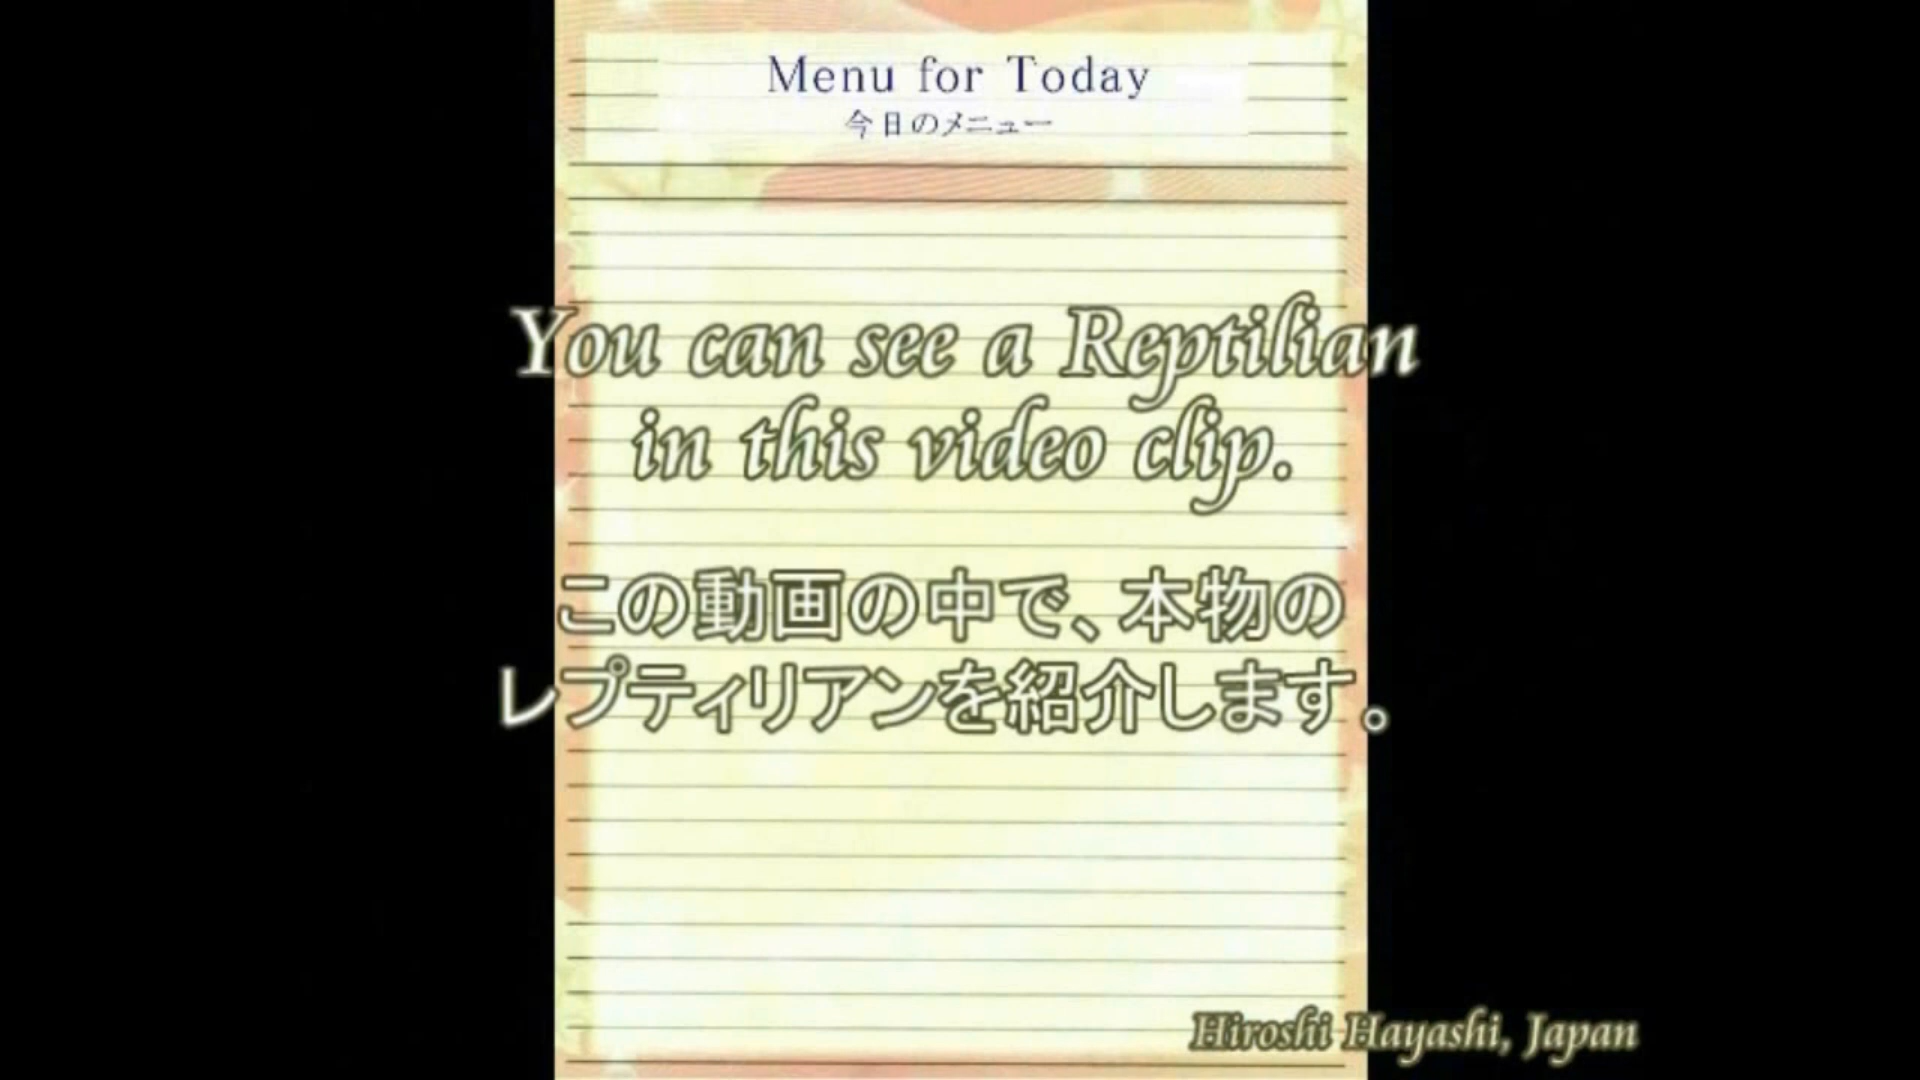 Menu for Today
今日のメニュー
You can see a Reptilian
in this video clip.
この動画の中で、本物の
レプティリアンを紹介します。
Hiroshi Hayashi, Japan